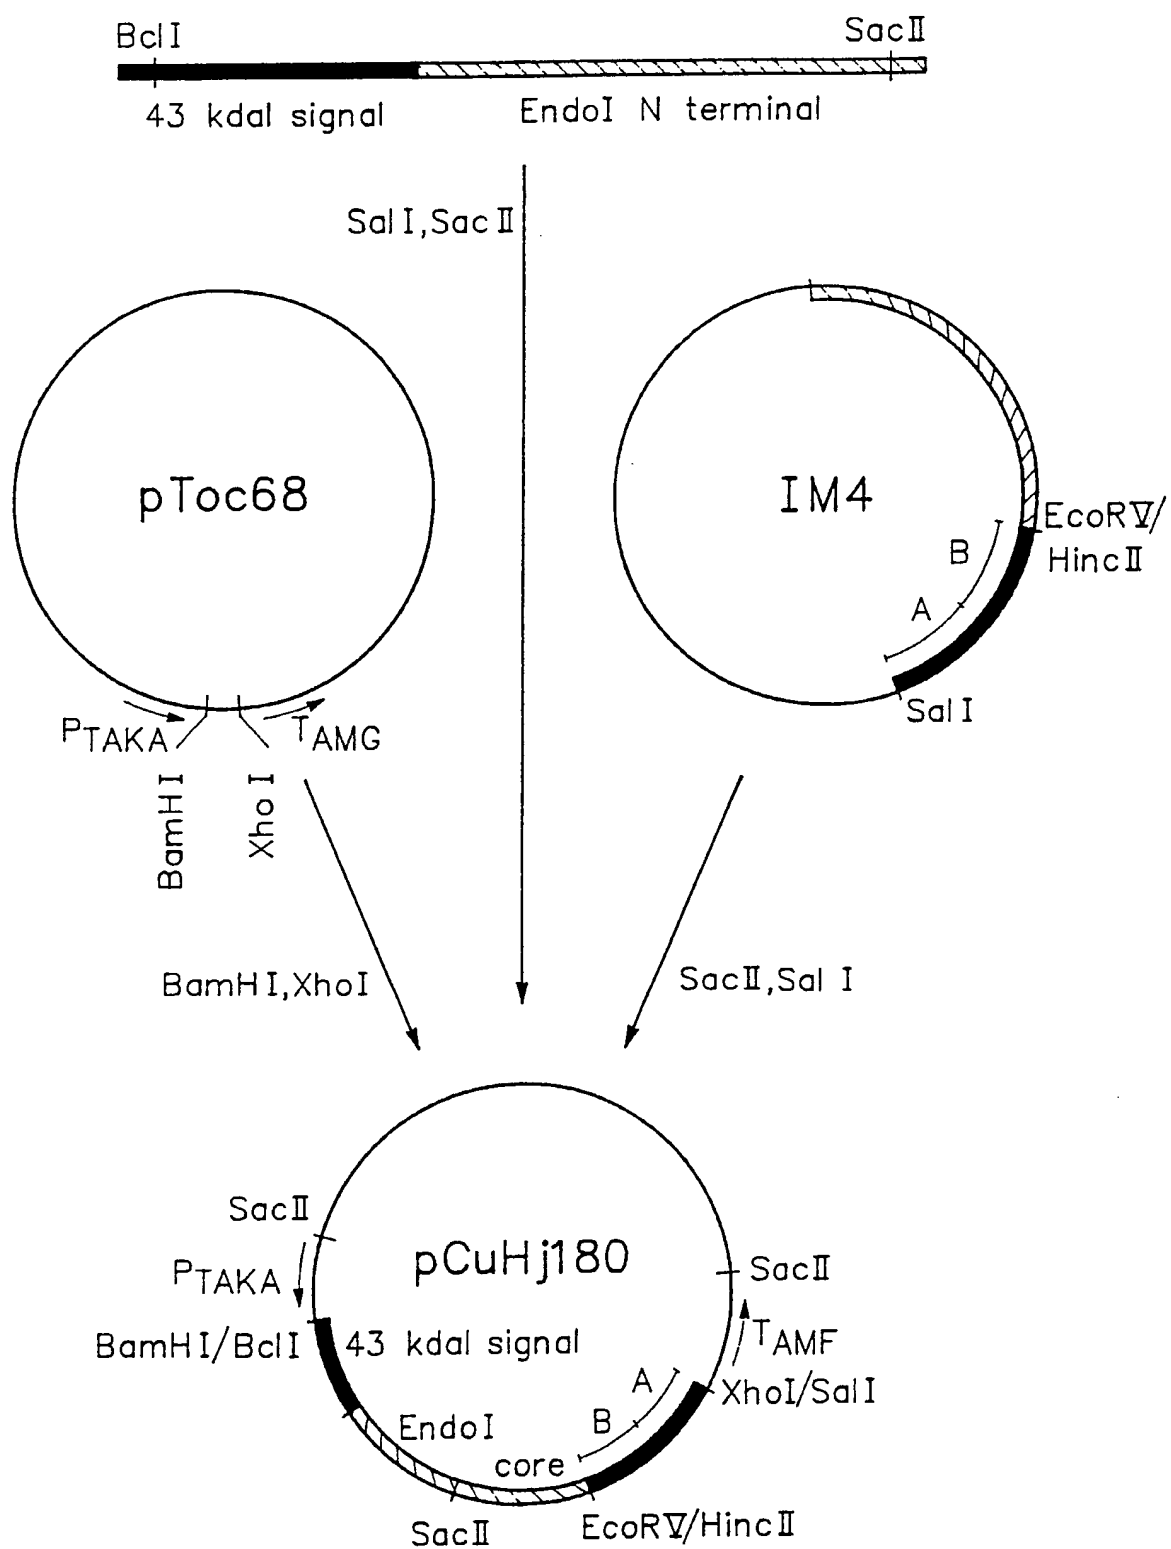 BclI
SacII
43 kdal signal
EndoI N terminal
SalI,SacII
pToc68
IM4
EcoRV/
HincII
B
A
SalI
PTAKA
TAMG
BamHI
XhoI
BamHI,XhoI
SacII,Sal I
SacII
pCuHj180
PTAKA
SacII
BamHI/BclI
43 kdal signal
TAMF
A
XhoI/SalI
B
EndoI
core
SacII
EcoRV/HincII